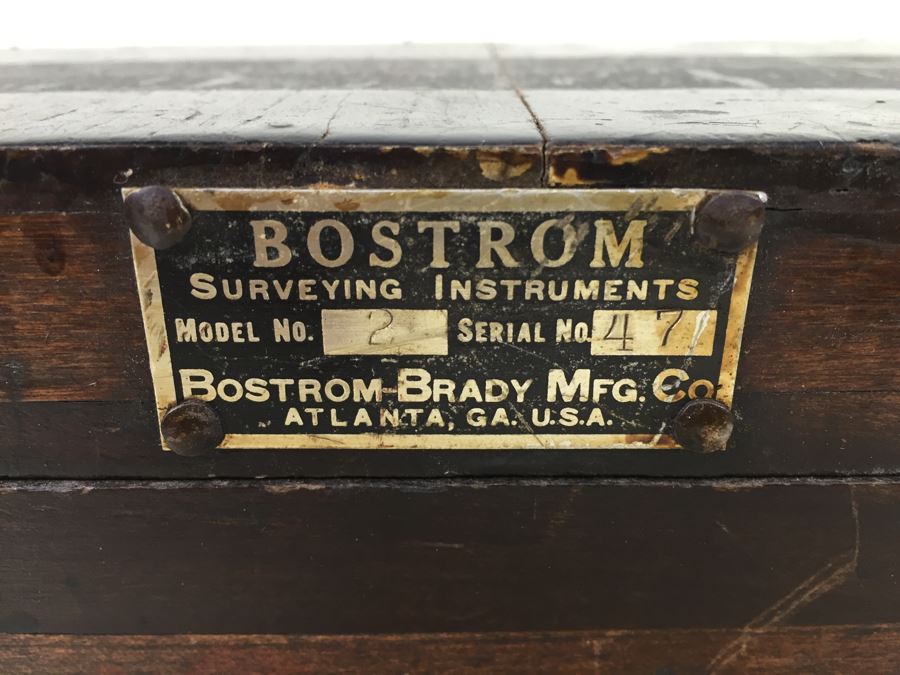 BOSTROM
SURVEYING INSTRUMENTS
MODEL NO. 2 SERIAL NO. 47
BOSTROM-BRADY MFG. CO.
ATLANTA, GA. U.S.A.